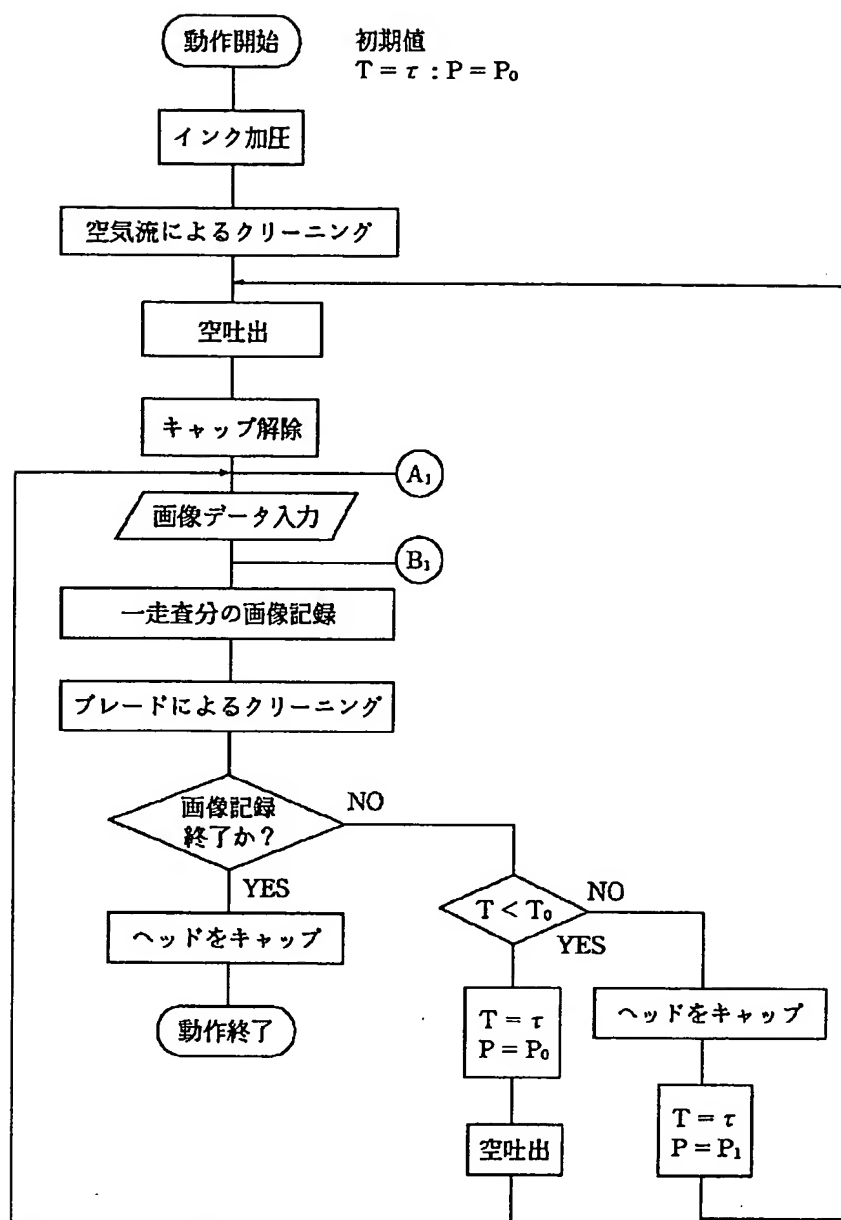 動作開始
初期値
T = τ : P = P₀
インク加圧
空気流によるクリーニング
空吐出
キャップ解除
A₁
画像データ入力
B₁
一走査分の画像記録
ブレードによるクリーニング
画像記録
終了か？
NO
YES
T < T₀
NO
YES
ヘッドをキャップ
動作終了
T = τ
P = P₀
空吐出
ヘッドをキャップ
T = τ
P = P₁